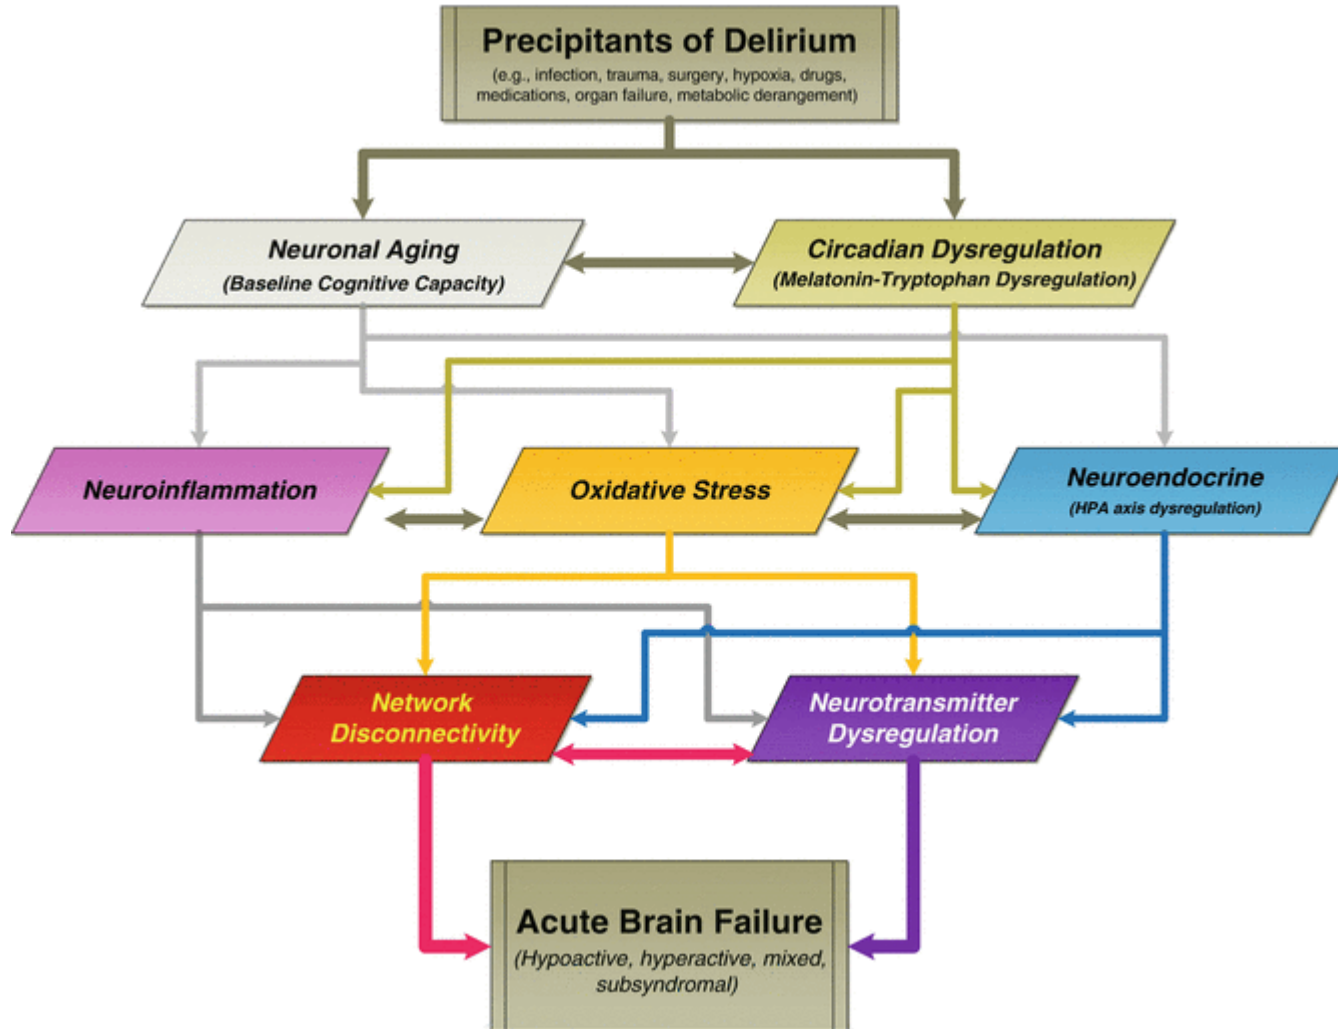 Precipitants of Delirium
(e.g., infection, trauma, surgery, hypoxia, drugs,
medications, organ failure, metabolic derangement)
Neuronal Aging
(Baseline Cognitive Capacity)
Circadian Dysregulation
(Melatonin-Tryptophan Dysregulation)
Neuroinflammation
Oxidative Stress
Neuroendocrine
(HPA axis dysregulation)
Network
Disconnectivity
Neurotransmitter
Dysregulation
Acute Brain Failure
(Hypoactive, hyperactive, mixed,
subsyndromal)